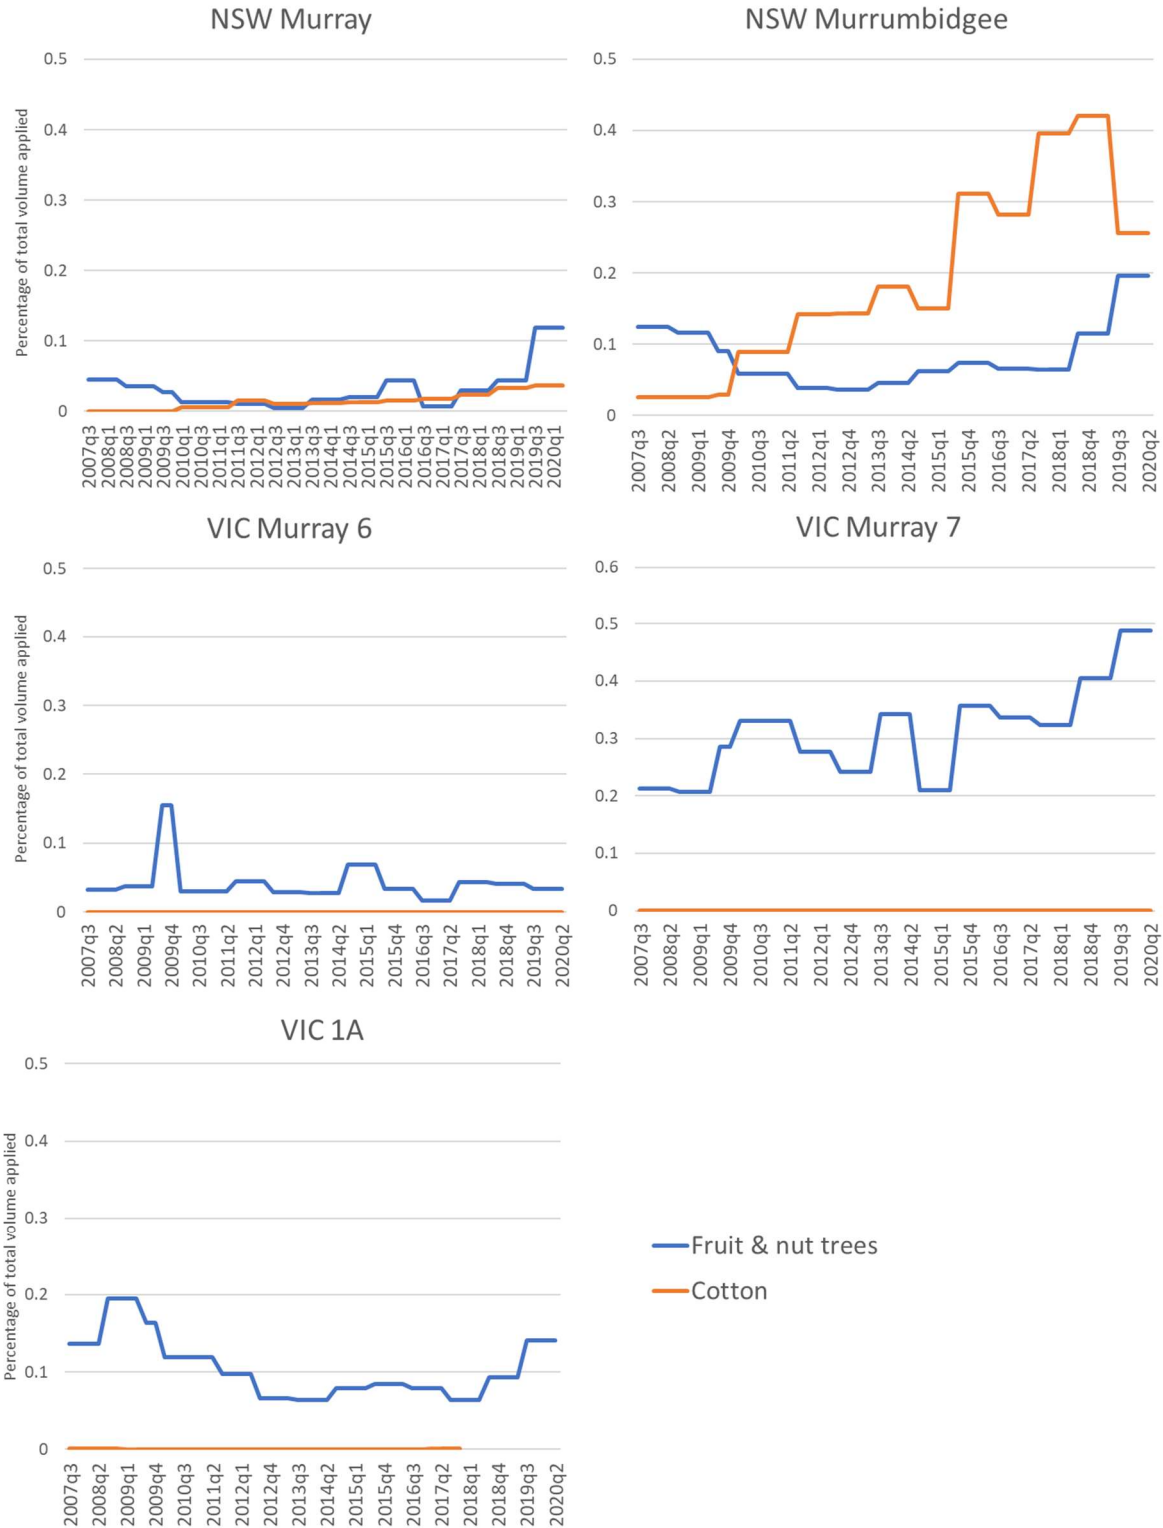 NSW Murray
Percentage of total volume applied
0.5
0.4
0.3
0.2
0.1
0
2007q3
2008q1
2008q3
2009q1
2009q3
2010q1
2010q3
2011q1
2011q3
2012q1
2012q3
2013q1
2013q3
2014q1
2014q3
2015q1
2015q3
2016q1
2016q3
2017q1
2017q3
2018q1
2018q3
2019q1
2019q3
2020q1
NSW Murrumbidgee
0.5
0.4
0.3
0.2
0.1
0
2007q3
2008q2
2009q1
2009q4
2010q3
2011q2
2012q1
2012q4
2013q3
2014q2
2015q1
2015q4
2016q3
2017q2
2018q1
2018q4
2019q3
2020q2
VIC Murray 6
Percentage of total volume applied
0.5
0.4
0.3
0.2
0.1
0
2007q3
2008q2
2009q1
2009q4
2010q3
2011q2
2012q1
2012q4
2013q3
2014q2
2015q1
2015q4
2016q3
2017q2
2018q1
2018q4
2019q3
2020q2
VIC Murray 7
0.6
0.5
0.4
0.3
0.2
0.1
0
2007q3
2008q2
2009q1
2009q4
2010q3
2011q2
2012q1
2012q4
2013q3
2014q2
2015q1
2015q4
2016q3
2017q2
2018q1
2018q4
2019q3
2020q2
VIC 1A
Percentage of total volume applied
0.5
0.4
0.3
0.2
0.1
0
2007q3
2008q2
2009q1
2009q4
2010q3
2011q2
2012q1
2012q4
2013q3
2014q2
2015q1
2015q4
2016q3
2017q2
2018q1
2018q4
2019q3
2020q2
Fruit & nut trees
Cotton